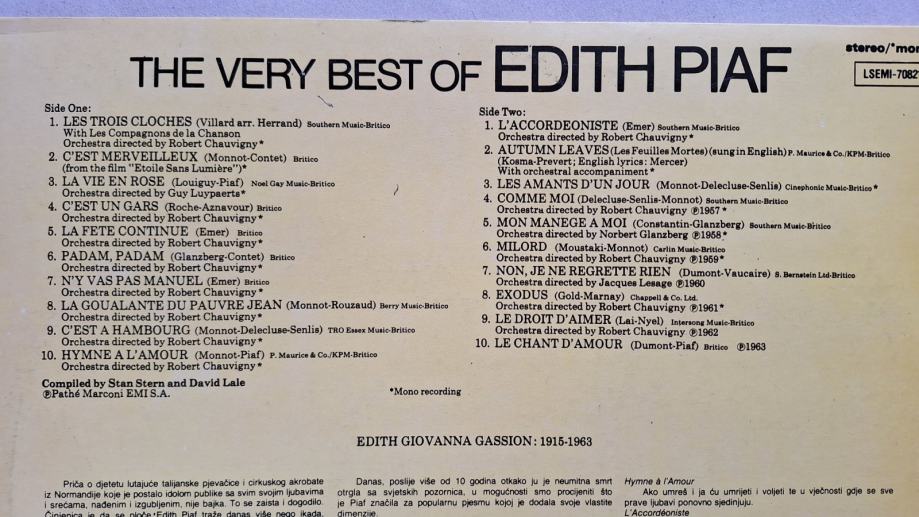 THE VERY BEST OF EDITH PIAF
stereo/*mon
LSEMI-7082
Side One:
1. LES TROIS CLOCHES (Villard arr. Herrand) Southern Music-Britico
With Les Compagnons de la Chanson
Orchestra directed by Robert Chauvigny*
2. C'EST MERVEILLEUX (Monnot-Contet) Britico
(from the film "Etoile Sans Lumière")*
3. LA VIE EN ROSE (Louiguy-Piaf) Noel Gay Music-Britico
Orchestra directed by Guy Luypaerts*
4. C'EST UN GARS (Roche-Aznavour) Britico
Orchestra directed by Robert Chauvigny*
5. LA FETE CONTINUE (Emer) Britico
Orchestra directed by Robert Chauvigny*
6. PADAM, PADAM (Glanzberg-Contet) Britico
Orchestra directed by Robert Chauvigny*
7. N'Y VAS PAS MANUEL (Emer) Britico
Orchestra directed by Robert Chauvigny*
8. LA GOUALANTE DU PAUVRE JEAN (Monnot-Rouzaud) Berry Music-Britico
Orchestra directed by Robert Chauvigny*
9. C'EST A HAMBOURG (Monnot-Delecluse-Senlis) TRO Essex Music-Britico
Orchestra directed by Robert Chauvigny*
10. HYMNE A L'AMOUR (Monnot-Piaf) P. Maurice & Co./KPM-Britico
Orchestra directed by Robert Chauvigny*
Compiled by Stan Stern and David Lale
℗Pathé Marconi EMI S.A.
*Mono recording
Side Two:
1. L'ACCORDEONISTE (Emer) Southern Music-Britico
Orchestra directed by Robert Chauvigny*
2. AUTUMN LEAVES (Les Feuilles Mortes) (sung in English) P. Maurice & Co./KPM-Britico
(Kosma-Prevert; English lyrics: Mercer)
With orchestral accompaniment*
3. LES AMANTS D'UN JOUR (Monnot-Delecluse-Senlis) Cinephonic Music-Britico*
4. COMME MOI (Delecluse-Senlis-Monnot) Southern Music-Britico
Orchestra directed by Robert Chauvigny ℗1957*
5. MON MANEGE A MOI (Constantin-Glanzberg) Southern Music-Britico
Orchestra directed by Norbert Glanzberg ℗1958*
6. MILORD (Moustaki-Monnot) Carlin Music-Britico
Orchestra directed by Robert Chauvigny ℗1959*
7. NON, JE NE REGRETTE RIEN (Dumont-Vaucaire) S. Bernstein Ltd-Britico
Orchestra directed by Jacques Lesage ℗1960
8. EXODUS (Gold-Marnay) Chappell & Co. Ltd.
Orchestra directed by Robert Chauvigny ℗1961*
9. LE DROIT D'AIMER (Lai-Nyel) Intersong Music-Britico
Orchestra directed by Robert Chauvigny ℗1962
10. LE CHANT D'AMOUR (Dumont-Piaf) Britico ℗1963
EDITH GIOVANNA GASSION: 1915-1963
Priča o djetetu lutajuće talijanske pjevačice i cirkuskog akrobate
iz Normandije koje je postalo idolom publike sa svim svojim ljubavima
i srećama, nađenim i izgubljenim, nije bajka. To se zaista i dogodilo.
Činjenica je da se ploče Edith Piaf traže danas više nego ikada,
Danas, poslije više od 10 godina otkako ju je neumitna smrt
otrgla sa svjetskih pozornica, u mogućnosti smo procijeniti što
je Piaf značila za popularnu pjesmu kojoj je dodala svoje vlastite
dimenzije.
Hymne à l'Amour
Ako umreš i ja ću umrijeti i voljeti te u vječnosti gdje se sve
prave ljubavi ponovno sjedinjuju.
L'Accordéoniste